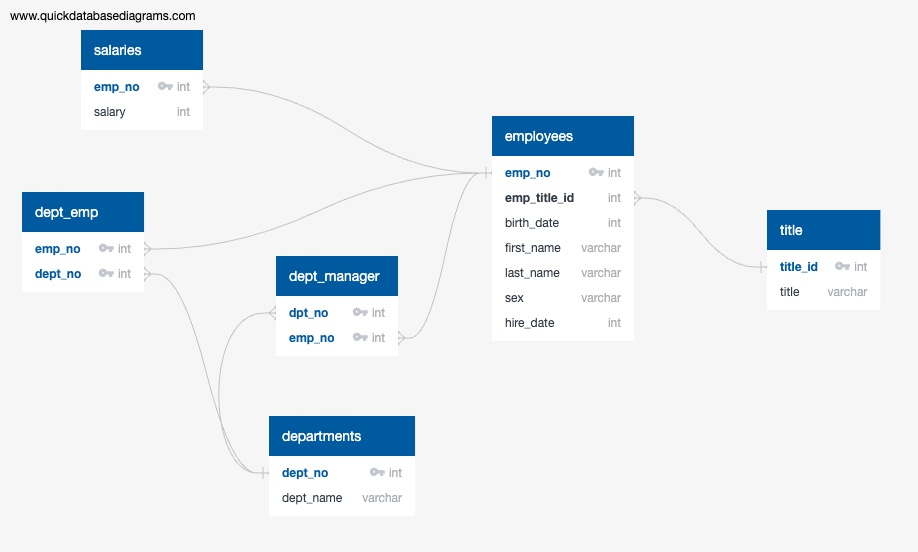 www.quickdatabasediagrams.com
salaries
emp_no int
salary int
employees
emp_no int
emp_title_id int
birth_date int
first_name varchar
last_name varchar
sex varchar
hire_date int
dept_emp
emp_no int
dept_no int
title
title_id int
title varchar
dept_manager
dpt_no int
emp_no int
departments
dept_no int
dept_name varchar